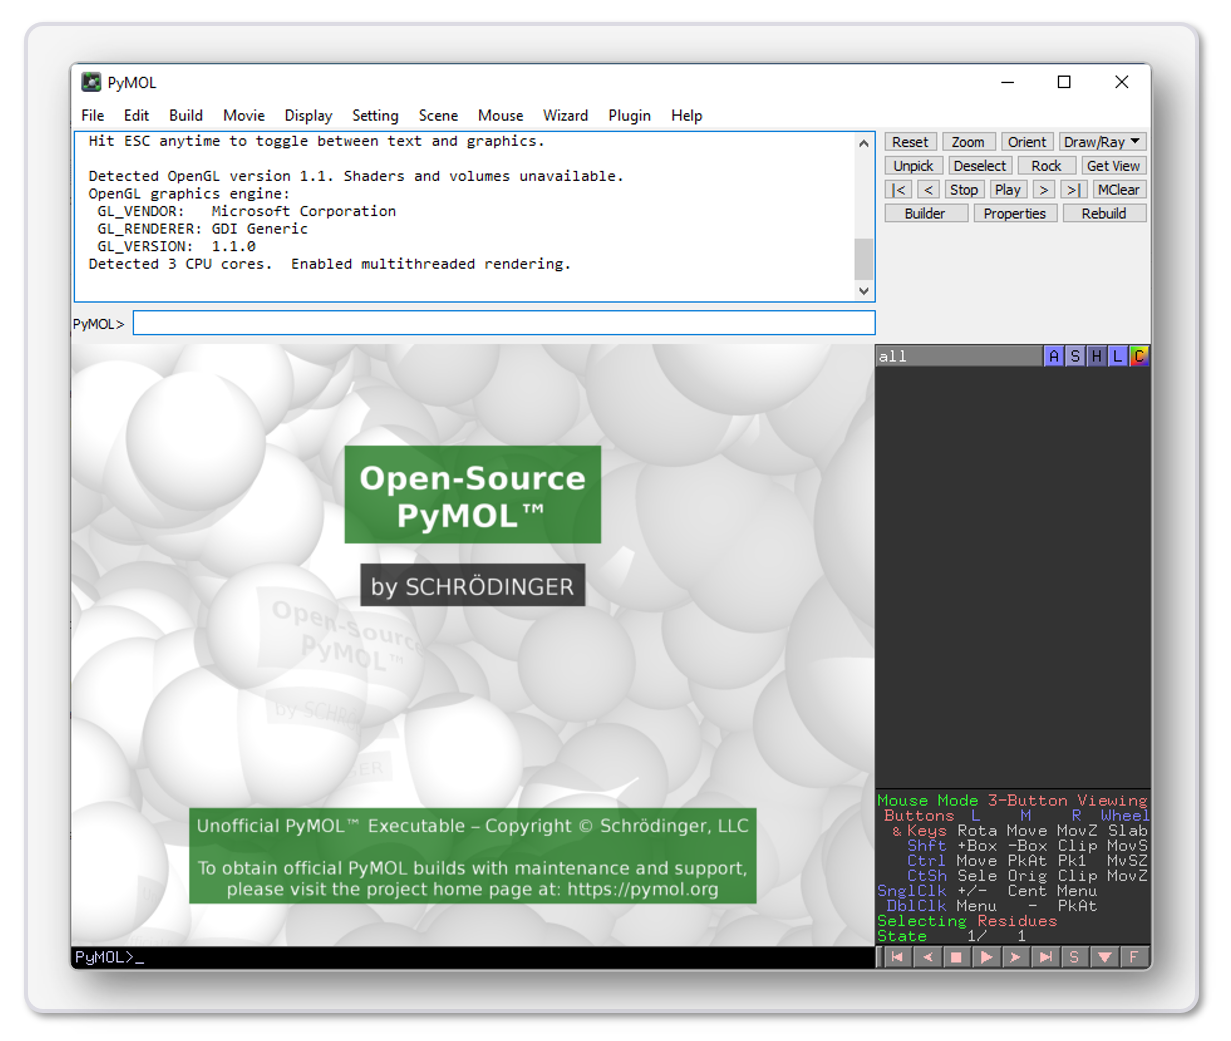 PyMOL
File Edit Build Movie Display Setting Scene Mouse Wizard Plugin Help
Hit ESC anytime to toggle between text and graphics.
Detected OpenGL version 1.1. Shaders and volumes unavailable.
OpenGL graphics engine:
GL_VENDOR: Microsoft Corporation
GL_RENDERER: GDI Generic
GL_VERSION: 1.1.0
Detected 3 CPU cores. Enabled multithreaded rendering.
PyMOL>
Reset Zoom Orient Draw/Ray
Unpick Deselect Rock Get View
|< < Stop Play > >| MClear
Builder Properties Rebuild
all A S H L C
Open-Source
PyMOL™
by SCHRÖDINGER
Open-Source
PyMOL™
by SCHR
ER
Unofficial PyMOL™ Executable – Copyright © Schrödinger, LLC
To obtain official PyMOL builds with maintenance and support,
please visit the project home page at: https://pymol.org
Mouse Mode 3-Button Viewing
Buttons L M R Wheel
& Keys Rota Move MovZ Slab
Shft +Box -Box Clip MovS
Ctrl Move PkAt Pk1 MvSZ
CtSh Sele Orig Clip MovZ
SnglClk +/- Cent Menu
DblClk Menu - PkAt
Selecting Residues
State 1/ 1
PyMOL>_
S F